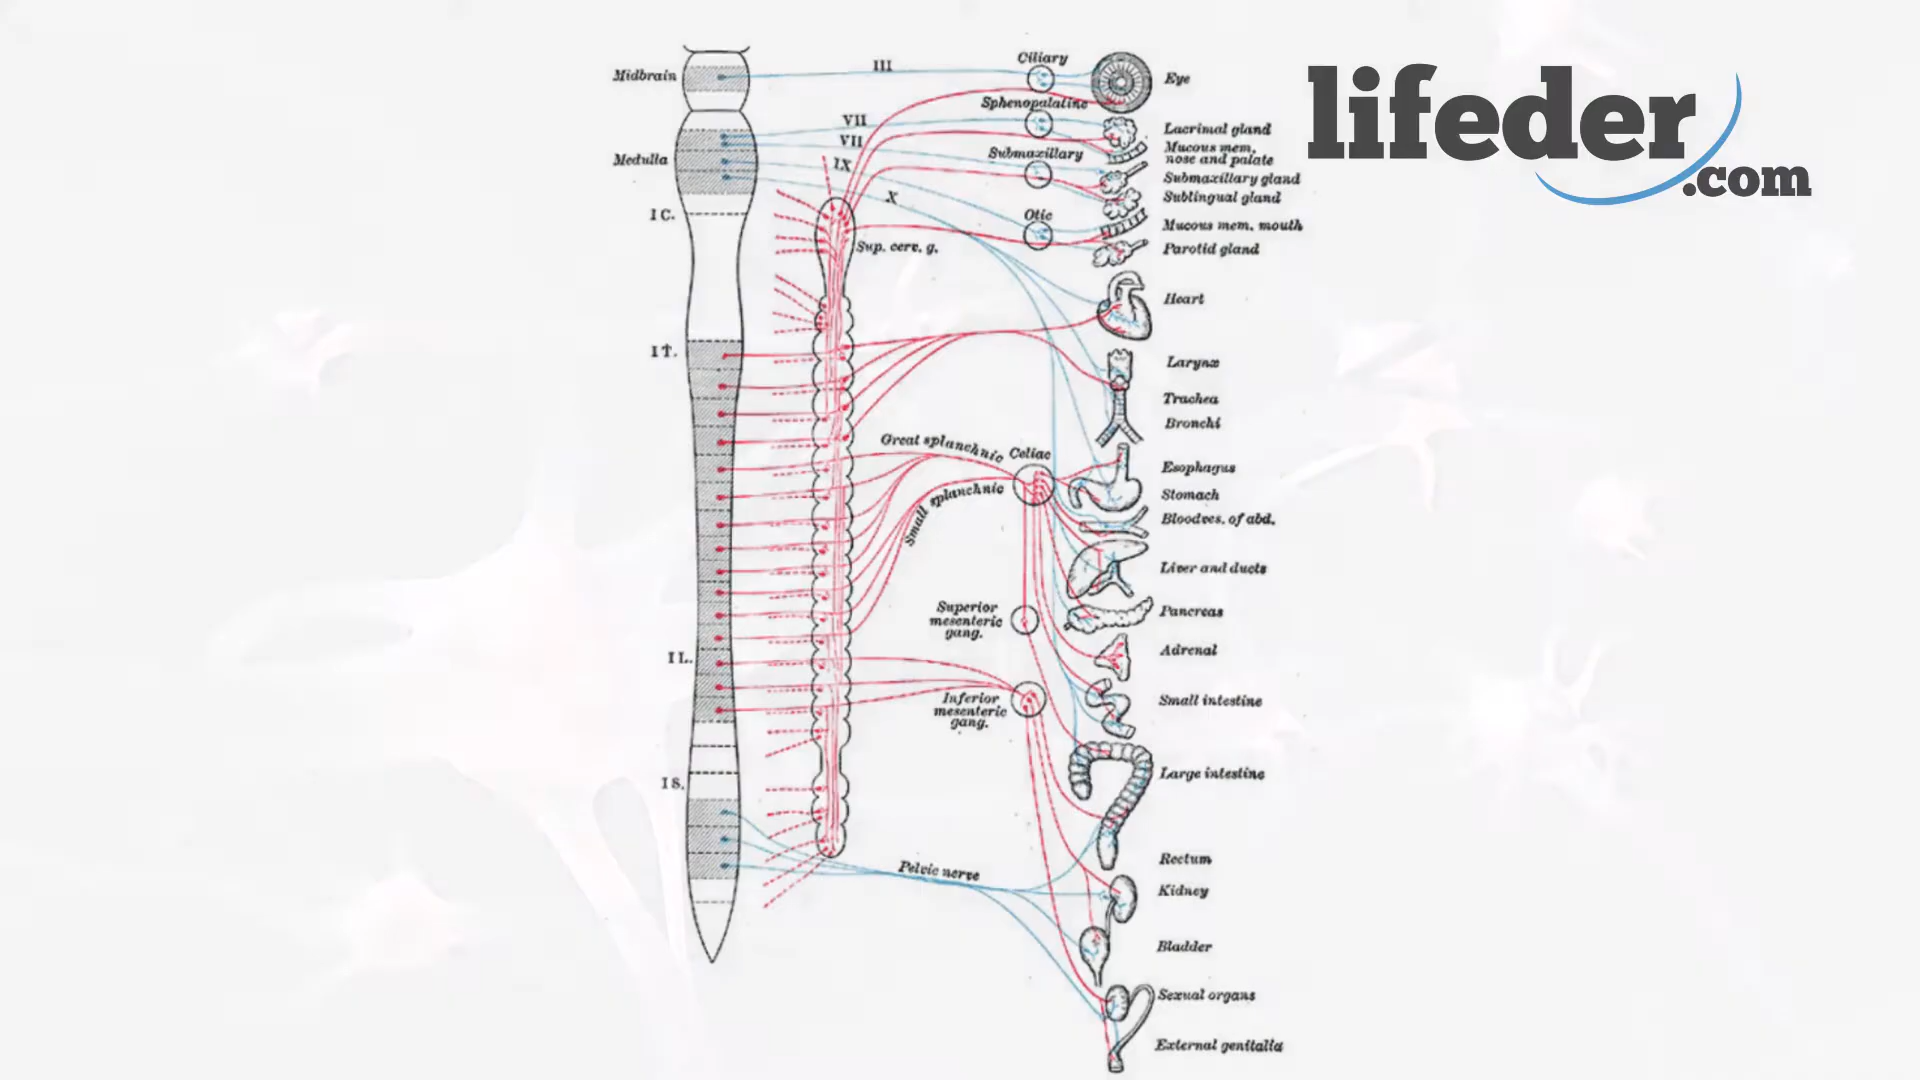 Midbrain
III
Ciliary
Eye
lifeder
.com
Sphenopalatine
VII
Lacrimal gland
VII
Mucous mem.
nose and palate
Medulla
IX
Submaxillary
Submaxillary gland
X
Sublingual gland
I C.
Otic
Mucous mem. mouth
Sup. cerv. g.
Parotid gland
Heart
I T.
Larynx
Trachea
Bronchi
Great splanchnic
Celiac
Esophagus
Small splanchnic
Stomach
Bloodves. of abd.
Liver and ducts
Superior
mesenteric
gang.
Pancreas
Adrenal
I L.
Inferior
mesenteric
gang.
Small intestine
I S.
Large intestine
Rectum
Pelvic nerve
Kidney
Bladder
Sexual organs
External genitalia